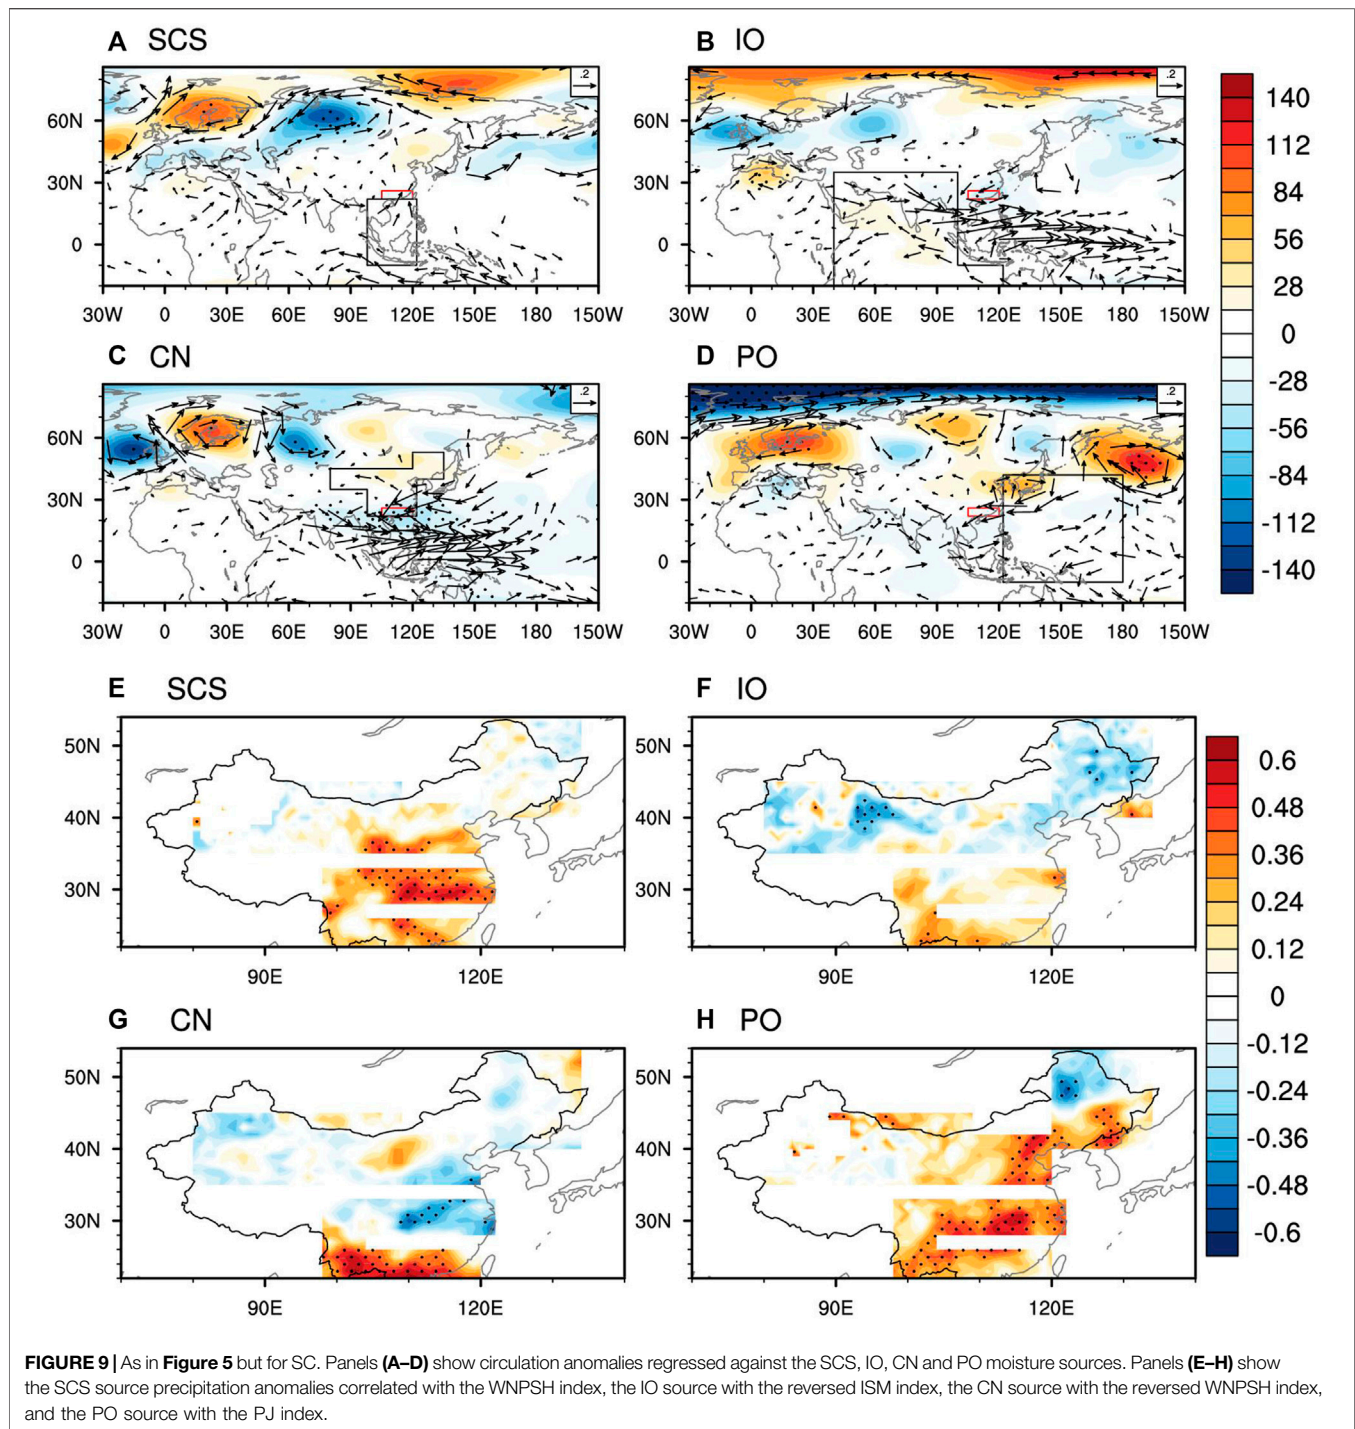 A SCS
B IO
.2
.2
60N
30N
0
60N
30N
0
30W 0 30E 60E 90E 120E 150E 180 150W
30W 0 30E 60E 90E 120E 150E 180 150W
C CN
D PO
.2
.2
60N
30N
0
60N
30N
0
30W 0 30E 60E 90E 120E 150E 180 150W
30W 0 30E 60E 90E 120E 150E 180 150W
140
112
84
56
28
0
-28
-56
-84
-112
-140
E SCS
F IO
50N
40N
30N
50N
40N
30N
90E 120E
90E 120E
G CN
H PO
50N
40N
30N
50N
40N
30N
90E 120E
90E 120E
0.6
0.48
0.36
0.24
0.12
0
-0.12
-0.24
-0.36
-0.48
-0.6
FIGURE 9 | As in Figure 5 but for SC. Panels (A–D) show circulation anomalies regressed against the SCS, IO, CN and PO moisture sources. Panels (E–H) show
the SCS source precipitation anomalies correlated with the WNPSH index, the IO source with the reversed ISM index, the CN source with the reversed WNPSH index,
and the PO source with the PJ index.